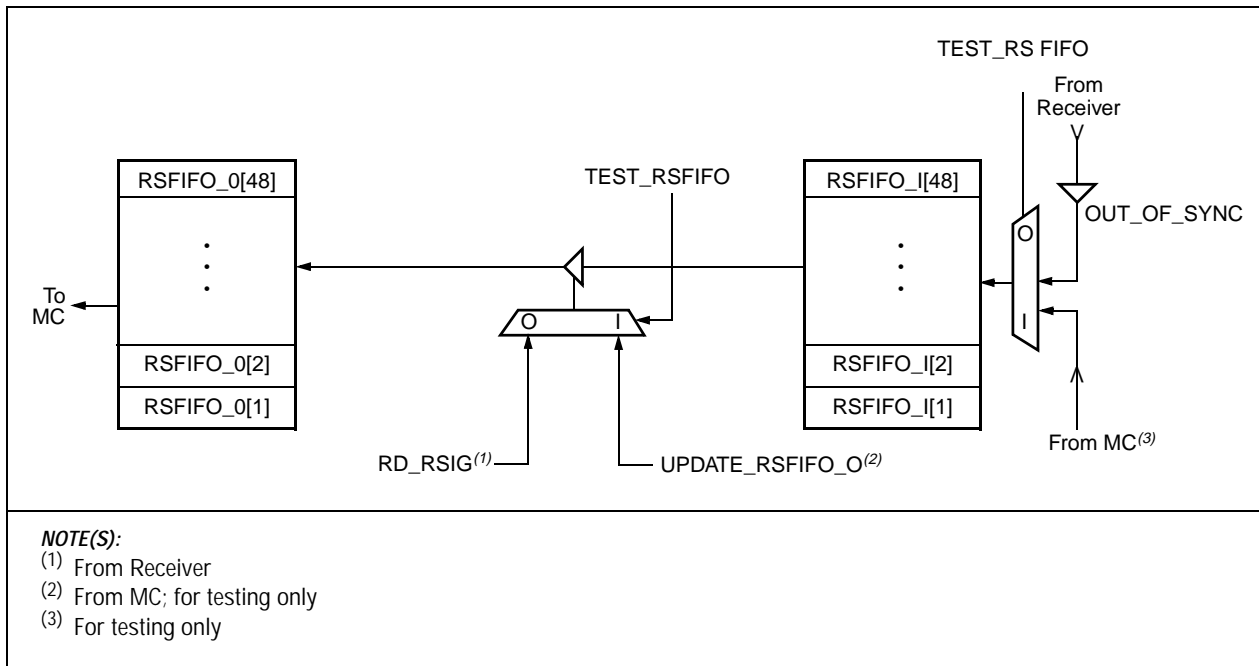 TEST_RS FIFO
From
Receiver
RSFIFO_0[48]
TEST_RSFIFO
RSFIFO_I[48]
OUT_OF_SYNC
O
To
MC
O I
I
RSFIFO_0[2]
RSFIFO_I[2]
RSFIFO_0[1]
RSFIFO_I[1]
From MC(3)
RD_RSIG(1)
UPDATE_RSFIFO_O(2)
NOTE(S):
(1) From Receiver
(2) From MC; for testing only
(3) For testing only